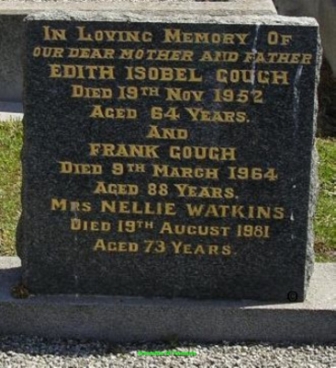 In Loving Memory Of
our dear mother and father
EDITH ISOBEL GOUGH
Died 19th Nov 1952
Aged 64 Years.
And
FRANK GOUGH
Died 9th March 1964
Aged 88 Years.
Mrs NELLIE WATKINS
Died 19th August 1981
Aged 73 Years.